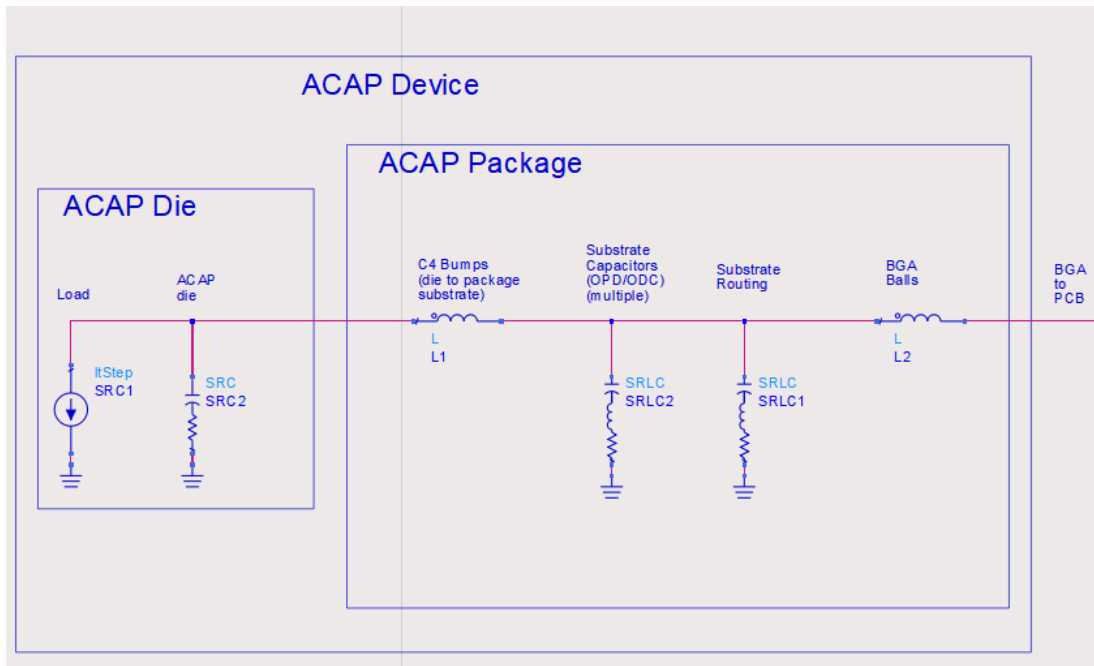 ACAP Device
ACAP Package
ACAP Die
Load
ACAP
die
C4 Bumps
(die to package
substrate)
Substrate
Capacitors
(OPD/ODC)
(multiple)
Substrate
Routing
BGA
Balls
BGA
to
PCB
L
L1
L
L2
ItStep
SRC1
SRC
SRC2
SRLC
SRLC2
SRLC
SRLC1